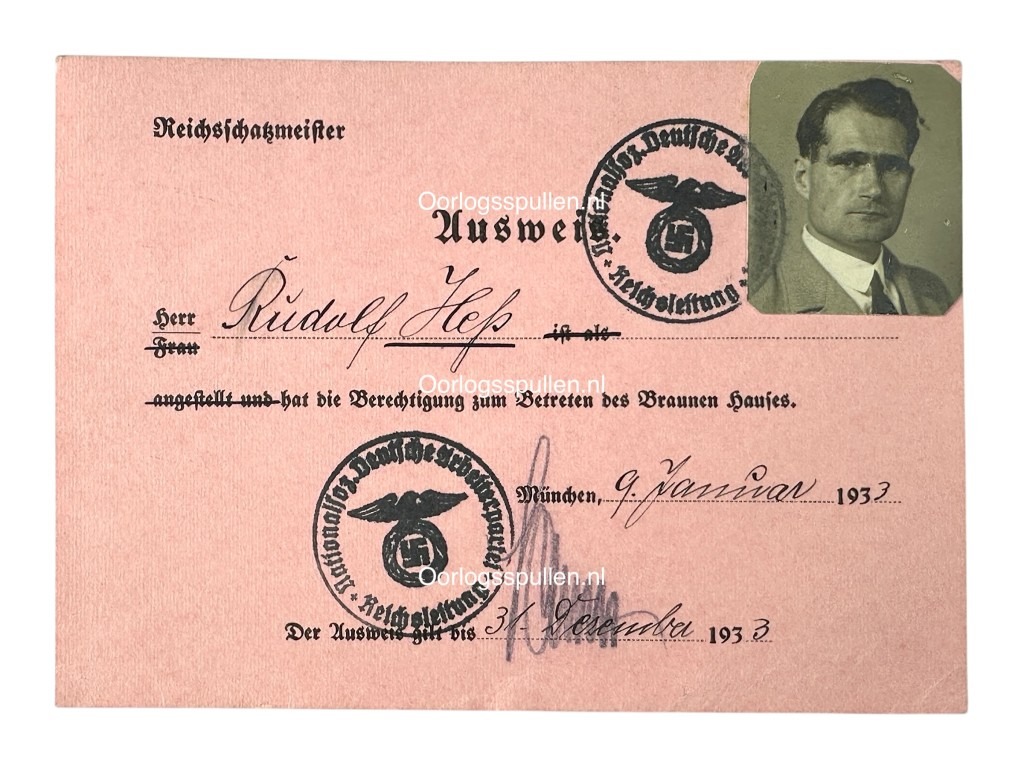 Reichsschatzmeister
Nationalsoz. Deutsche
Reichsleitung
Oorlogsspullen.nl
Ausweis.
Herr Rudolf Heß ist als
Frau
Oorlogsspullen.nl
angestellt und hat die Berechtigung zum Betreten des Braunen Hauses.
Nationalsoz. Deutsche Arbeiterpartei
Reichsleitung
München, 9. Januar 1933
Oorlogsspullen.nl
Der Ausweis gilt bis 31. Dezember 1933